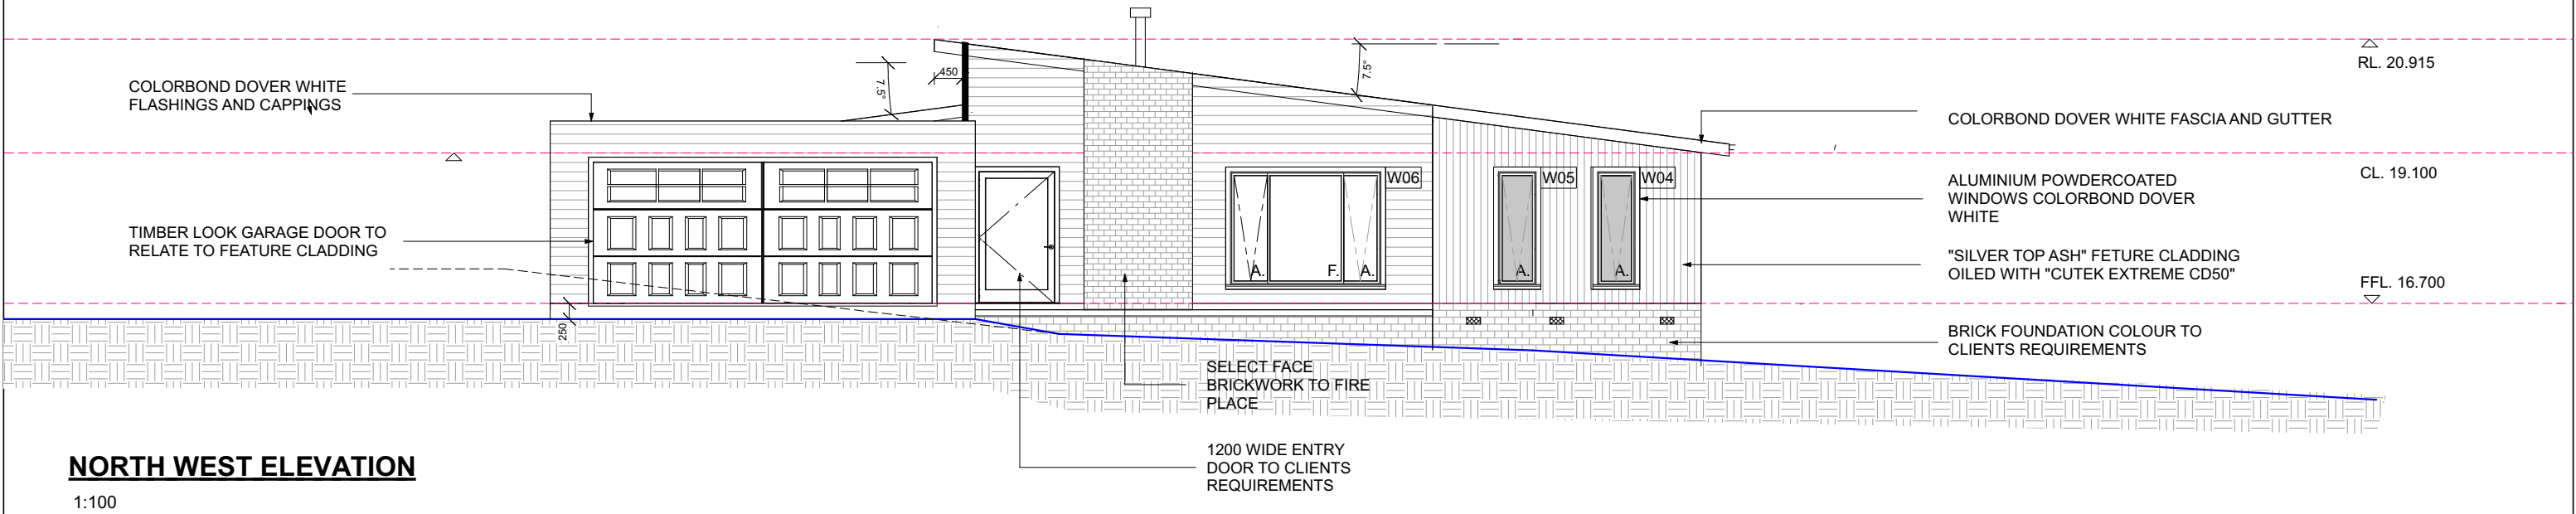 COLORBOND DOVER WHITE
FLASHINGS AND CAPPINGS
TIMBER LOOK GARAGE DOOR TO
RELATE TO FEATURE CLADDING
7.5°
450
7.5°
250
W06
W05
W04
A.
F.
A.
A.
A.
RL. 20.915
COLORBOND DOVER WHITE FASCIA AND GUTTER
CL. 19.100
ALUMINIUM POWDERCOATED
WINDOWS COLORBOND DOVER
WHITE
"SILVER TOP ASH" FETURE CLADDING
OILED WITH "CUTEK EXTREME CD50"
FFL. 16.700
BRICK FOUNDATION COLOUR TO
CLIENTS REQUIREMENTS
SELECT FACE
BRICKWORK TO FIRE
PLACE
1200 WIDE ENTRY
DOOR TO CLIENTS
REQUIREMENTS
NORTH WEST ELEVATION
1:100